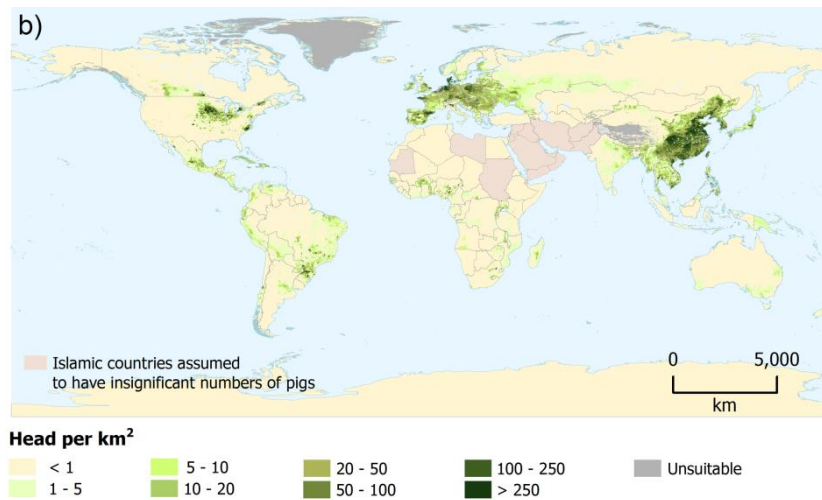 b)
Islamic countries assumed
to have insignificant numbers of pigs
0 5,000
km
Head per km²
< 1 5 - 10 20 - 50 100 - 250 Unsuitable
1 - 5 10 - 20 50 - 100 > 250